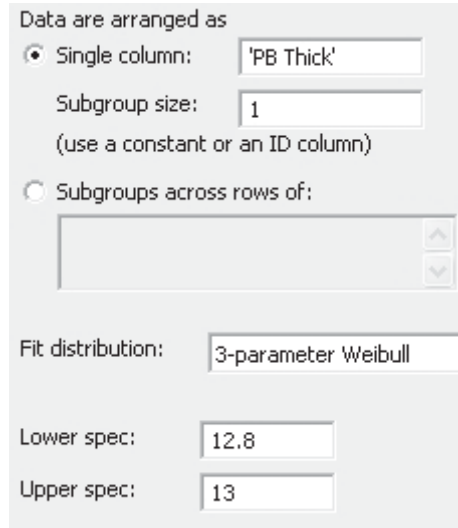 Data are arranged as
Single column: 'PB Thick'
Subgroup size: 1
(use a constant or an ID column)
Subgroups across rows of:
Fit distribution: 3-parameter Weibull
Lower spec: 12.8
Upper spec: 13